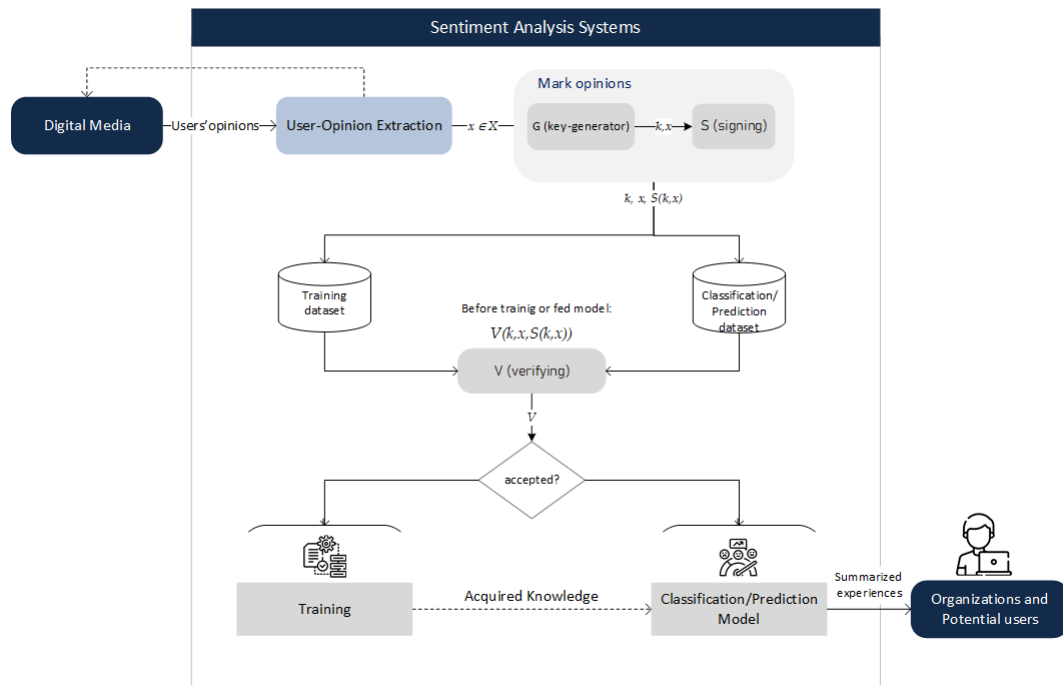 Sentiment Analysis Systems
Mark opinions
Digital Media
Users'opinions
User-Opinion Extraction
x ∈ X
G (key-generator)
k,x
S (signing)
k, x, S(k,x)
Training
dataset
Classification/
Prediction
dataset
Before trainig or fed model:
V(k,x,S(k,x))
V (verifying)
V
accepted?
Training
Acquired Knowledge
Classification/Prediction
Model
Summarized
experiences
Organizations and
Potential users